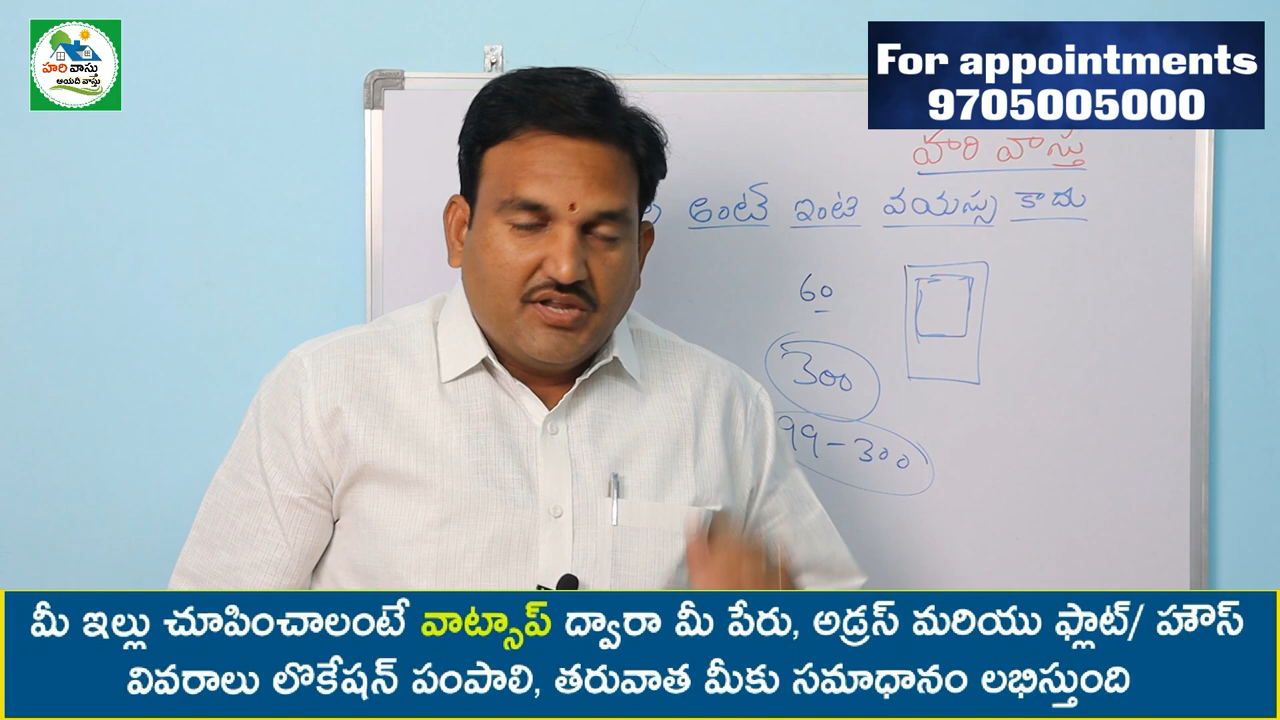 హరి వాస్తు
ఆయాది వాస్తు
For appointments
9705005000
హరి వాస్తు
అంటే ఇంటి వయస్సు కాదు
60
300
99-300
మీ ఇల్లు చూపించాలంటే వాట్సాప్ ద్వారా మీ పేరు, అడ్రస్ మరియు ఫ్లాట్/ హౌస్
వివరాలు లొకేషన్ పంపాలి, తరువాత మీకు సమాధానం లభిస్తుంది